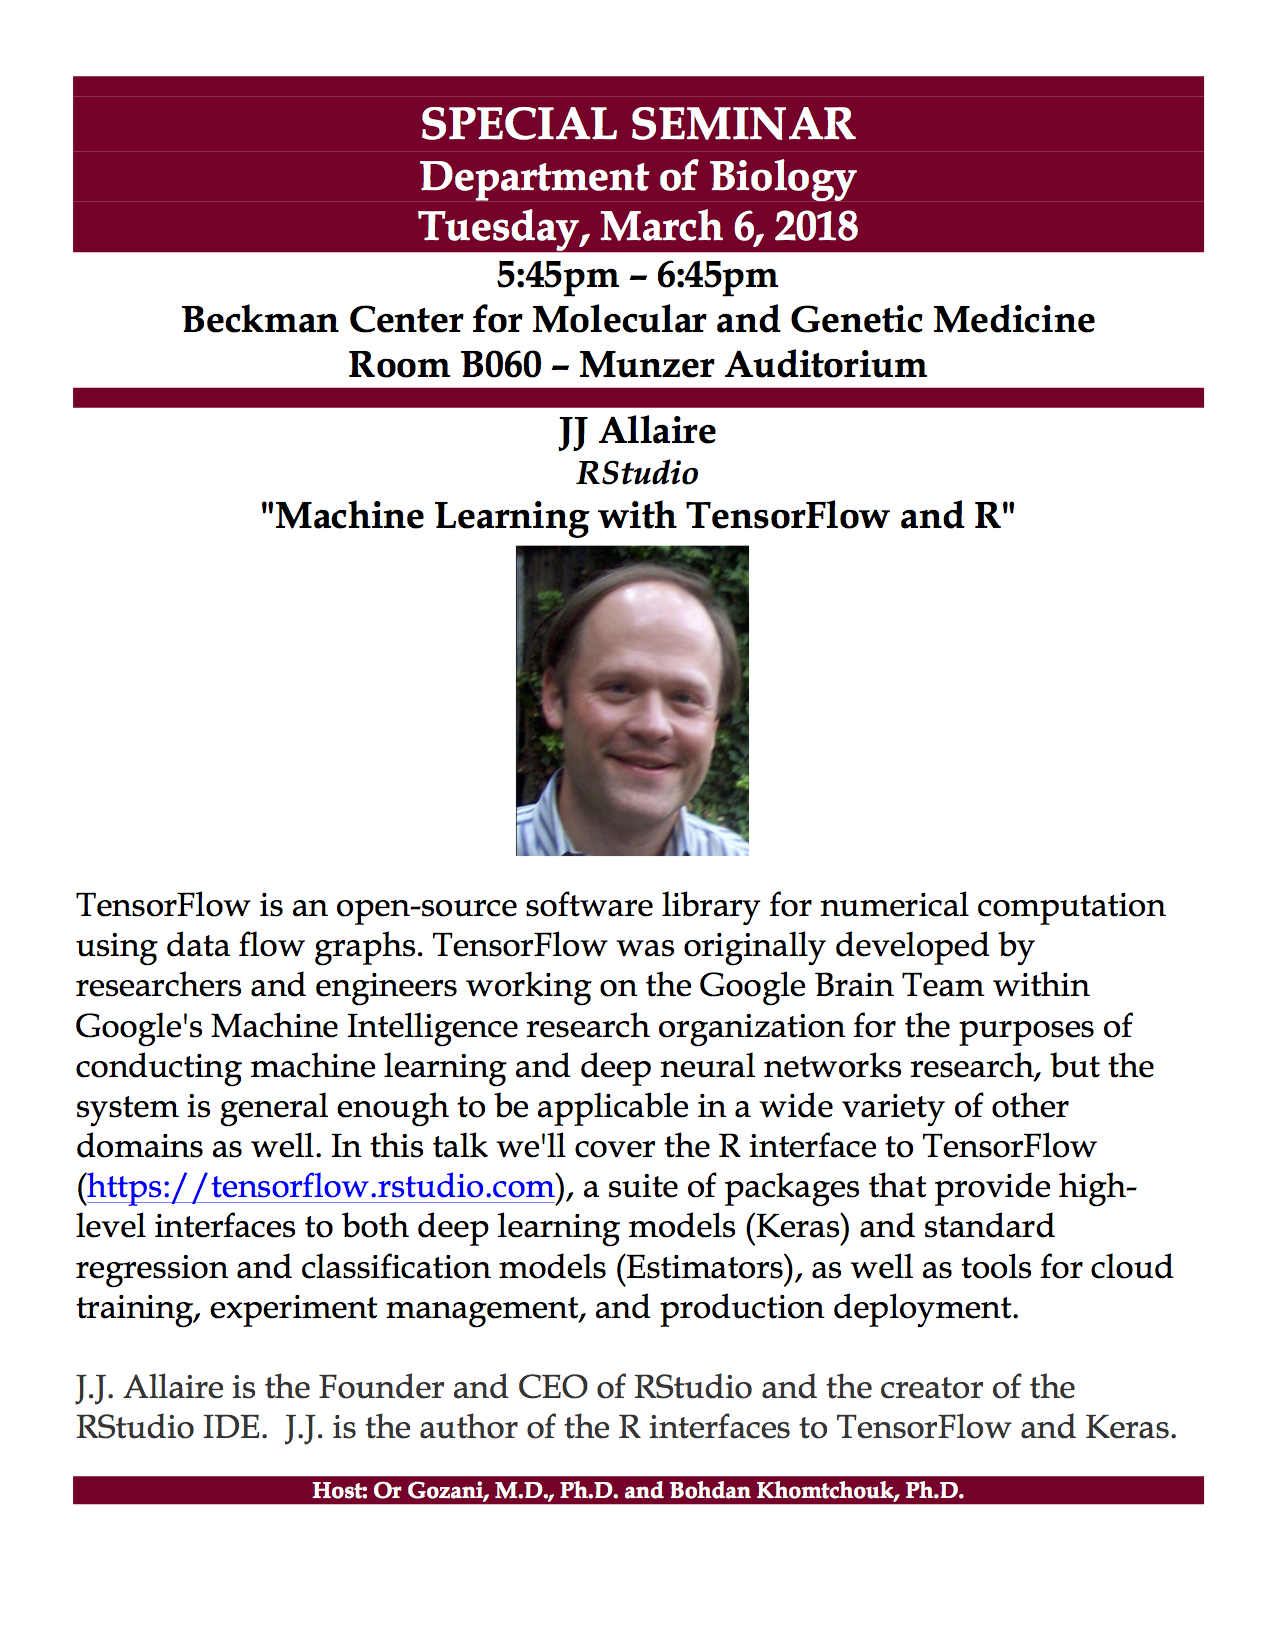 SPECIAL SEMINAR
Department of Biology
Tuesday, March 6, 2018
5:45pm – 6:45pm
Beckman Center for Molecular and Genetic Medicine
Room B060 – Munzer Auditorium
JJ Allaire
RStudio
"Machine Learning with TensorFlow and R"
TensorFlow is an open-source software library for numerical computation
using data flow graphs. TensorFlow was originally developed by
researchers and engineers working on the Google Brain Team within
Google's Machine Intelligence research organization for the purposes of
conducting machine learning and deep neural networks research, but the
system is general enough to be applicable in a wide variety of other
domains as well. In this talk we'll cover the R interface to TensorFlow
(https://tensorflow.rstudio.com), a suite of packages that provide high-
level interfaces to both deep learning models (Keras) and standard
regression and classification models (Estimators), as well as tools for cloud
training, experiment management, and production deployment.
J.J. Allaire is the Founder and CEO of RStudio and the creator of the
RStudio IDE.  J.J. is the author of the R interfaces to TensorFlow and Keras.
Host: Or Gozani, M.D., Ph.D. and Bohdan Khomtchouk, Ph.D.